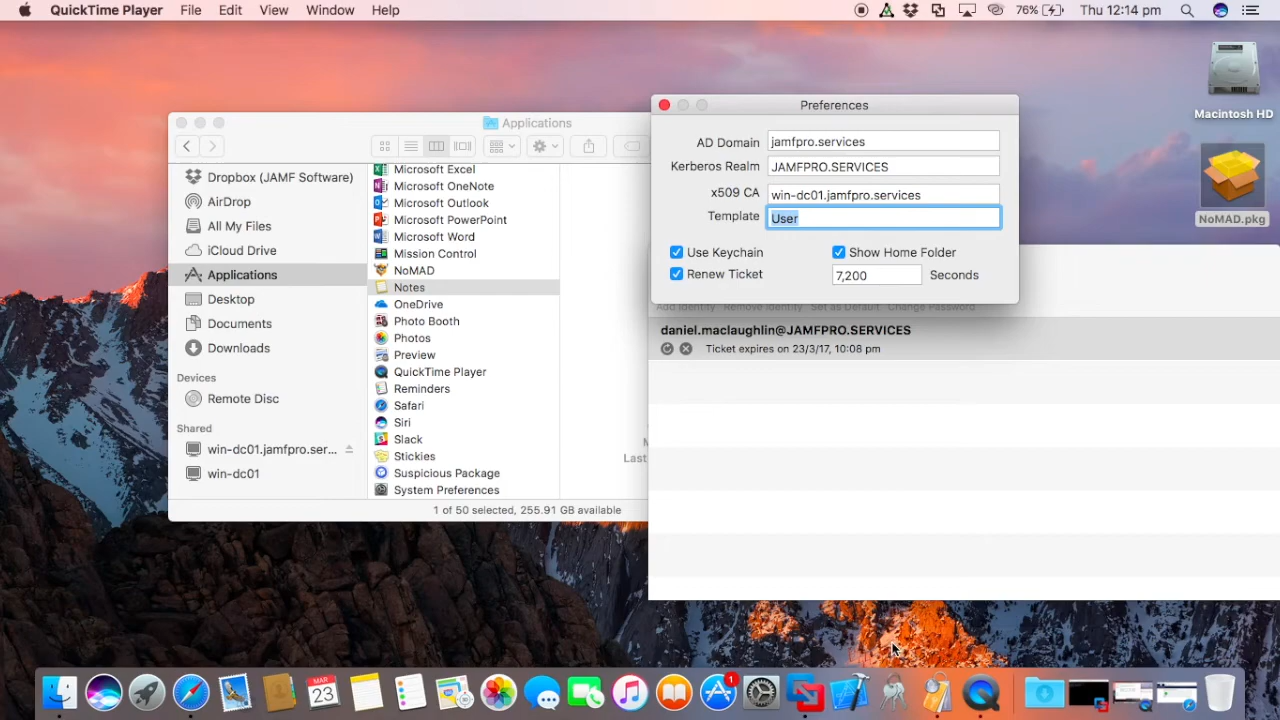 QuickTime Player File Edit View Window Help 76% Thu 12:14 pm
Macintosh HD
NoMAD.pkg
Applications
Dropbox (JAMF Software)
AirDrop
All My Files
iCloud Drive
Applications
Desktop
Documents
Downloads
Devices
Remote Disc
Shared
win-dc01.jamfpro.ser...
win-dc01
Microsoft Excel
Microsoft OneNote
Microsoft Outlook
Microsoft PowerPoint
Microsoft Word
Mission Control
NoMAD
Notes
OneDrive
Photo Booth
Photos
Preview
QuickTime Player
Reminders
Safari
Siri
Slack
Stickies
Suspicious Package
System Preferences
Last
1 of 50 selected, 255.91 GB available
Preferences
AD Domain jamfpro.services
Kerberos Realm JAMFPRO.SERVICES
x509 CA win-dc01.jamfpro.services
Template User
Use Keychain Show Home Folder
Renew Ticket 7,200 Seconds
Add Identity Remove Identity Set as Default Change Password
daniel.maclaughlin@JAMFPRO.SERVICES
Ticket expires on 23/3/17, 10:08 pm
MAR
23
1